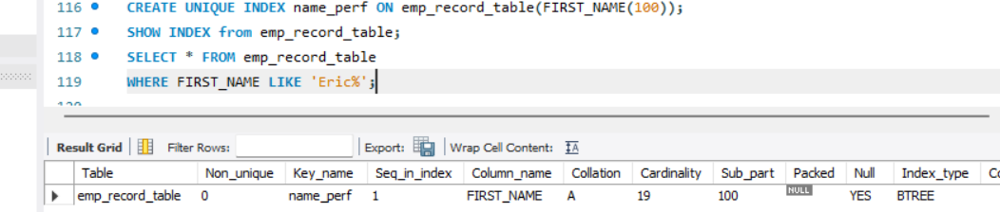 116 CREATE UNIQUE INDEX name_perf ON emp_record_table(FIRST_NAME(100));
117 SHOW INDEX from emp_record_table;
118 SELECT * FROM emp_record_table
119 WHERE FIRST_NAME LIKE 'Eric%';
Result Grid Filter Rows: Export: Wrap Cell Content:
Table Non_unique Key_name Seq_in_index Column_name Collation Cardinality Sub_part Packed Null Index_type
emp_record_table 0 name_perf 1 FIRST_NAME A 19 100 NULL YES BTREE